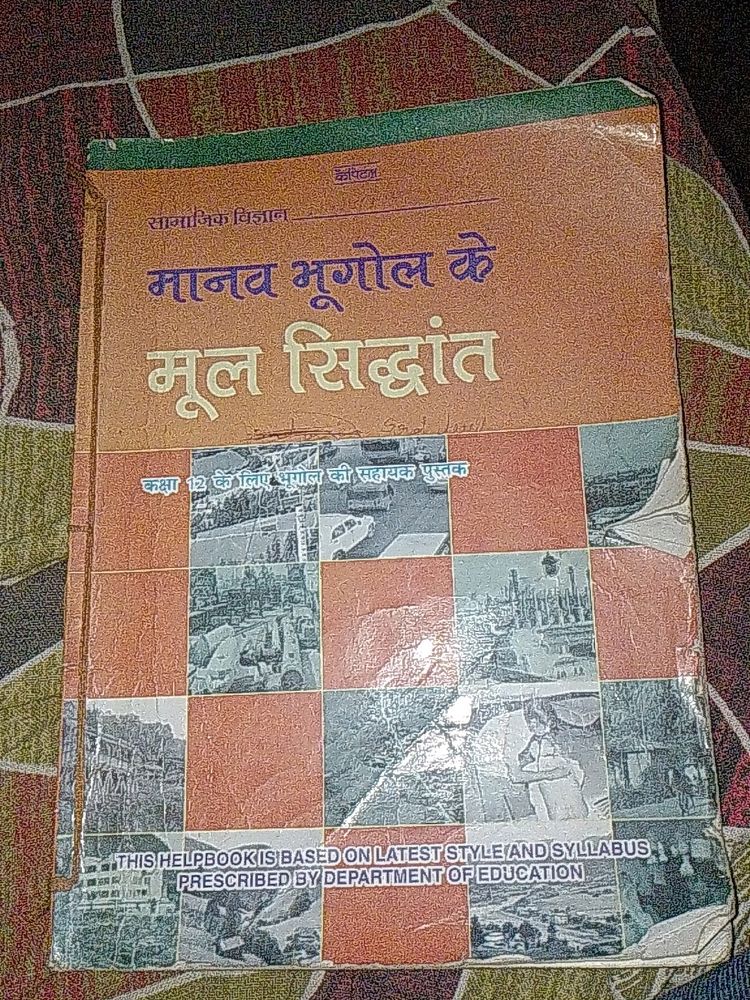 कैपिटल
सामाजिक विज्ञान
मानव भूगोल के
मूल सिद्धांत
कक्षा 12 के लिए भूगोल की सहायक पुस्तक
THIS HELPBOOK IS BASED ON LATEST STYLE AND SYLLABUS
PRESCRIBED BY DEPARTMENT OF EDUCATION